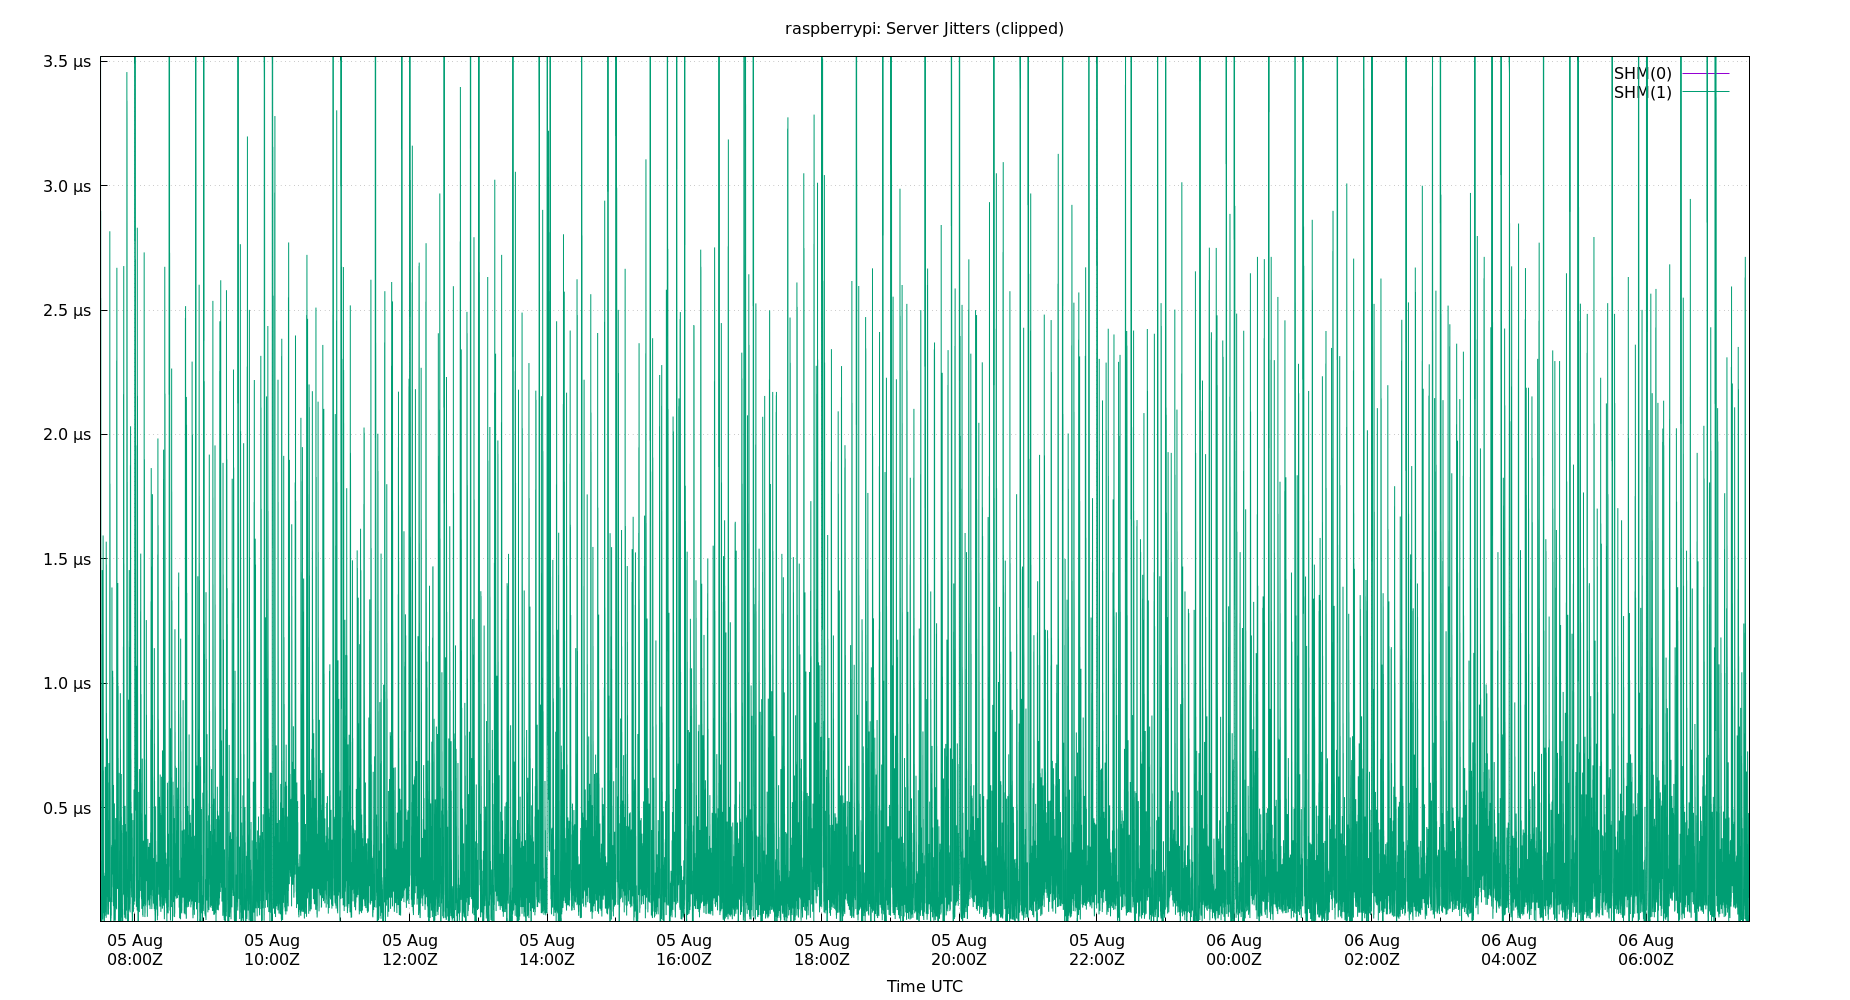 raspberrypi: Server Jitters (clipped)
3.5 µs
3.0 µs
2.5 µs
2.0 µs
1.5 µs
1.0 µs
0.5 µs
SHM(0)
SHM(1)
05 Aug 05 Aug 05 Aug 05 Aug 05 Aug 05 Aug 05 Aug 05 Aug 06 Aug 06 Aug 06 Aug 06 Aug
08:00Z 10:00Z 12:00Z 14:00Z 16:00Z 18:00Z 20:00Z 22:00Z 00:00Z 02:00Z 04:00Z 06:00Z
Time UTC